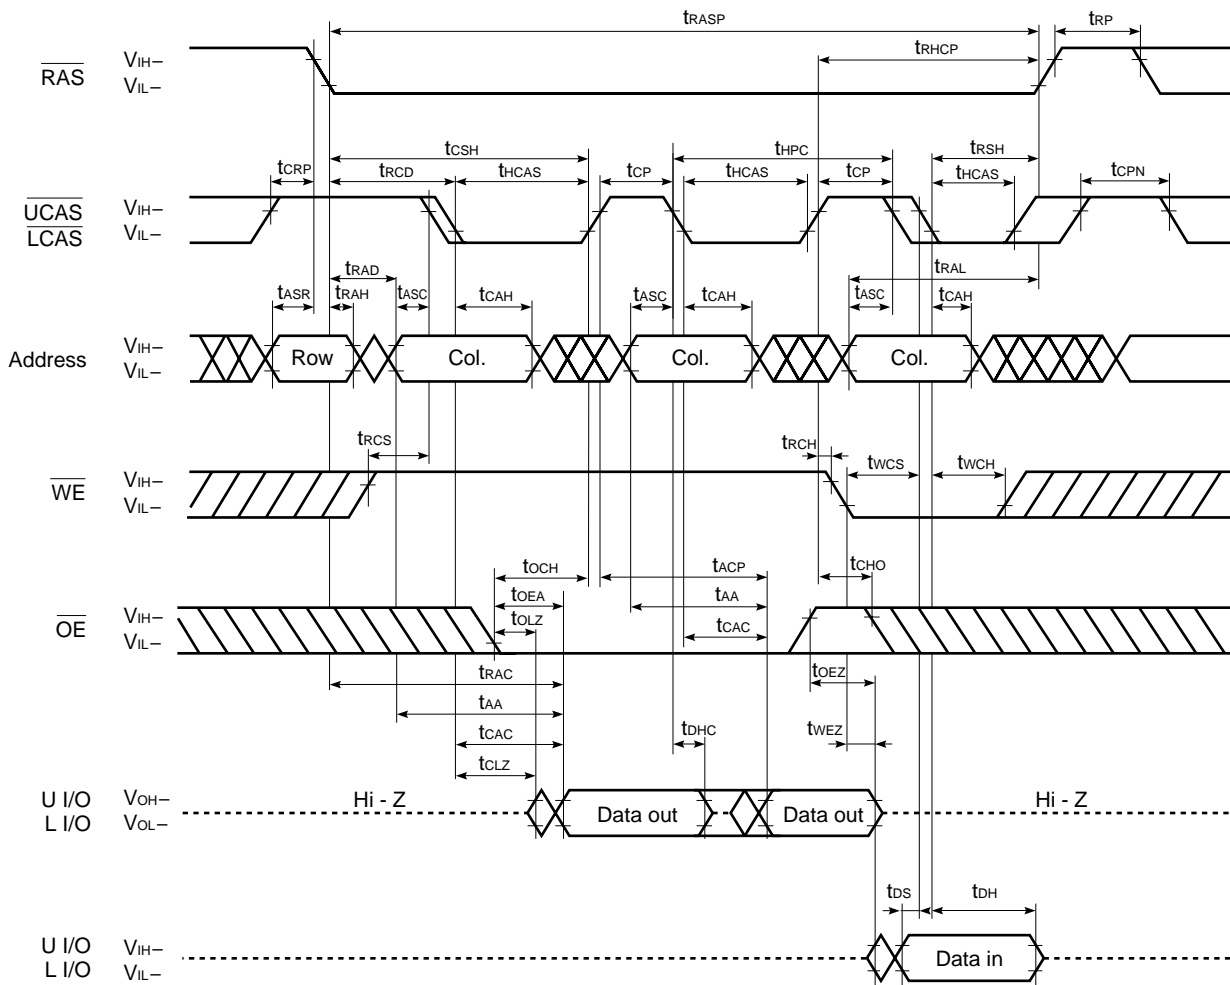 tRASP
tRP
tRHCP
RAS
VIH–
VIL–
tCSH
tHPC
tRSH
tCRP
tRCD
tHCAS
tCP
tHCAS
tCP
tHCAS
tCPN
UCAS
LCAS
VIH–
VIL–
tRAD
tRAL
tASR
tRAH
tASC
tCAH
tASC
tCAH
tASC
tCAH
Address
VIH–
VIL–
Row
Col.
Col.
Col.
tRCS
tRCH
tWCS
tWCH
WE
VIH–
VIL–
tOCH
tACP
tCHO
tOEA
tAA
tOLZ
tCAC
OE
VIH–
VIL–
tRAC
tOEZ
tAA
tCAC
tDHC
tWEZ
tCLZ
U I/O
L I/O
VOH–
VOL–
Hi - Z
Data out
Data out
Hi - Z
tDS
tDH
U I/O
L I/O
VIH–
VIL–
Data in